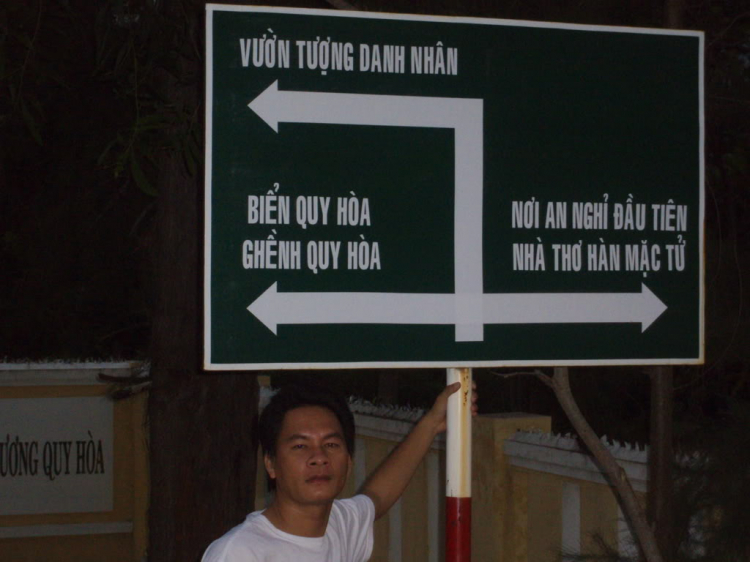 VƯỜN TƯỢNG DANH NHÂN
BIỂN QUY HÒA
GHỀNH QUY HÒA
NƠI AN NGHỈ ĐẦU TIÊN
NHÀ THƠ HÀN MẶC TỬ
ƯƠNG QUY HÒA